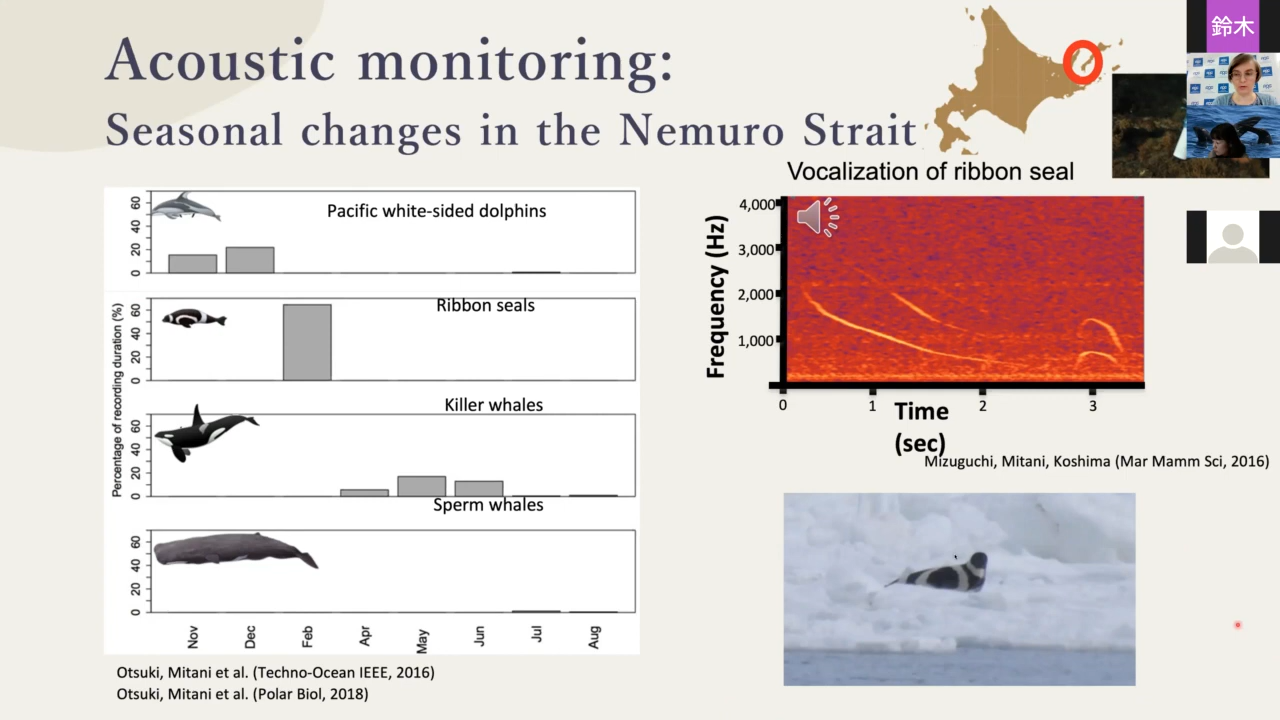 Acoustic monitoring:
Seasonal changes in the Nemuro Strait
鈴木
Percentage of recording duration (%)
Pacific white-sided dolphins
60
40
20
0
Ribbon seals
60
40
20
0
Killer whales
60
40
20
0
Sperm whales
60
40
20
0
Nov Dec Feb Apr May Jun Jul Aug
Otsuki, Mitani et al. (Techno-Ocean IEEE, 2016)
Otsuki, Mitani et al. (Polar Biol, 2018)
Vocalization of ribbon seal
Frequency (Hz)
4,000
3,000
2,000
1,000
0 1 2 3
Time
(sec)
Mizuguchi, Mitani, Koshima (Mar Mamm Sci, 2016)